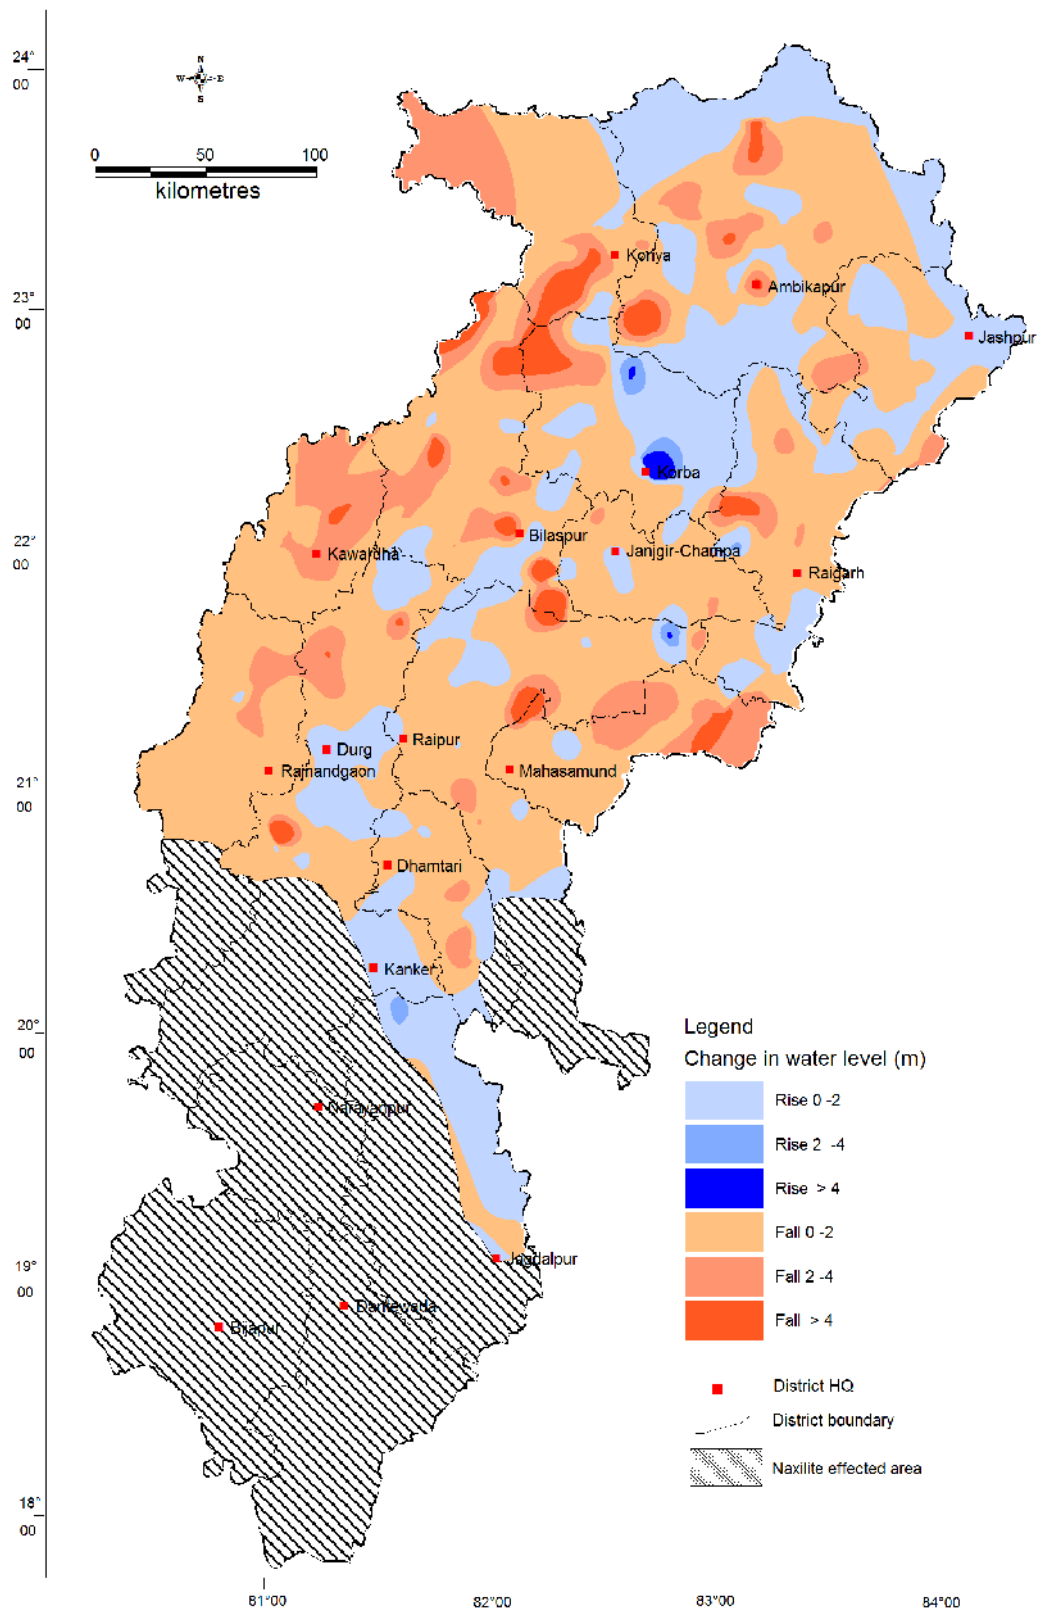 24°
00
N
W E
S
0 50 100
kilometres
Koriya
Ambikapur
23°
00
Jashpur
Korba
22°
00
Bilaspur
Janjgir-Champa
Kawardha
Raigarh
Raipur
Durg
Rajnandgaon
Mahasamund
21°
00
Dhamtari
Kanker
20°
00
Legend
Change in water level (m)
Rise 0 -2
Narayanpur
Rise 2 -4
Rise > 4
Fall 0 -2
Jagdalpur
19°
00
Fall 2 -4
Dantewada
Fall > 4
Bijapur
District HQ
District boundary
Naxilite effected area
18°
00
81°00 82°00 83°00 84°00